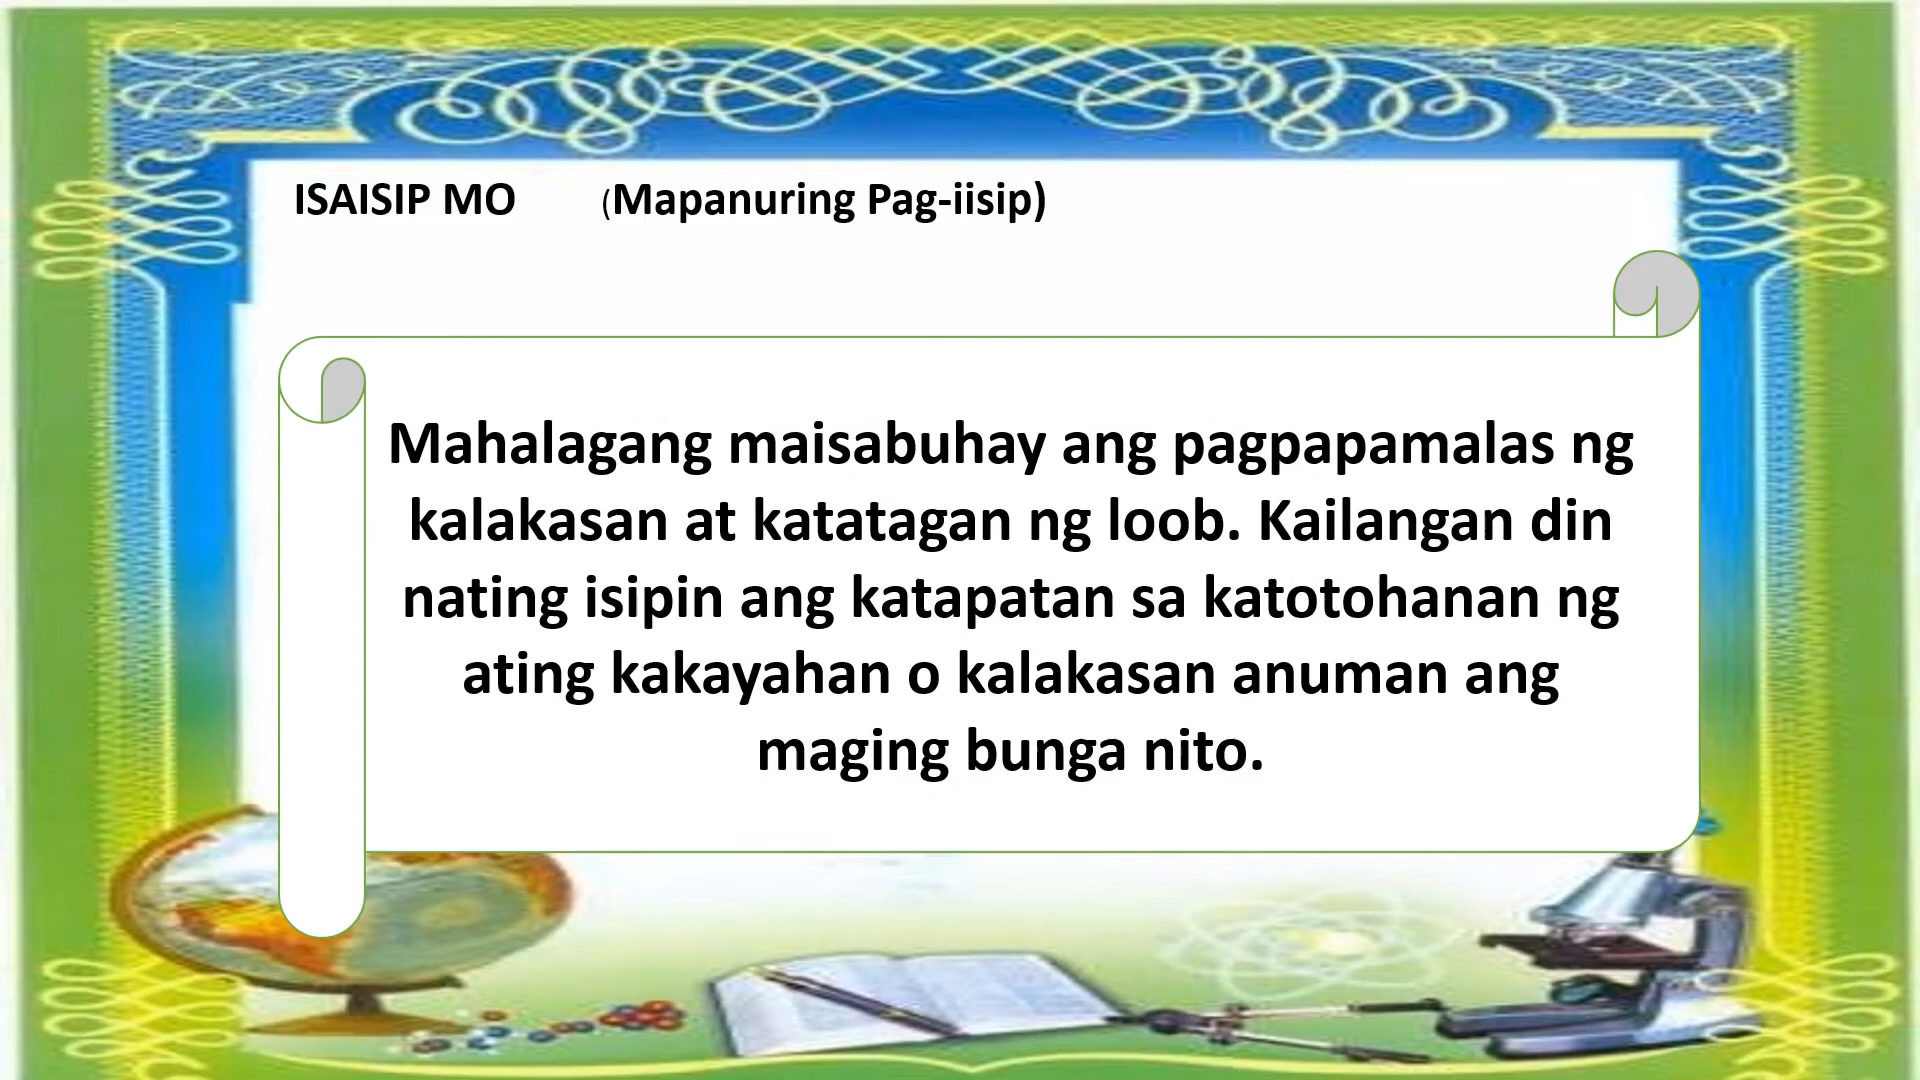 ISAISIP MO (Mapanuring Pag-iisip)
Mahalagang maisabuhay ang pagpapamalas ng
kalakasan at katatagan ng loob. Kailangan din
nating isipin ang katapatan sa katotohanan ng
ating kakayahan o kalakasan anuman ang
maging bunga nito.